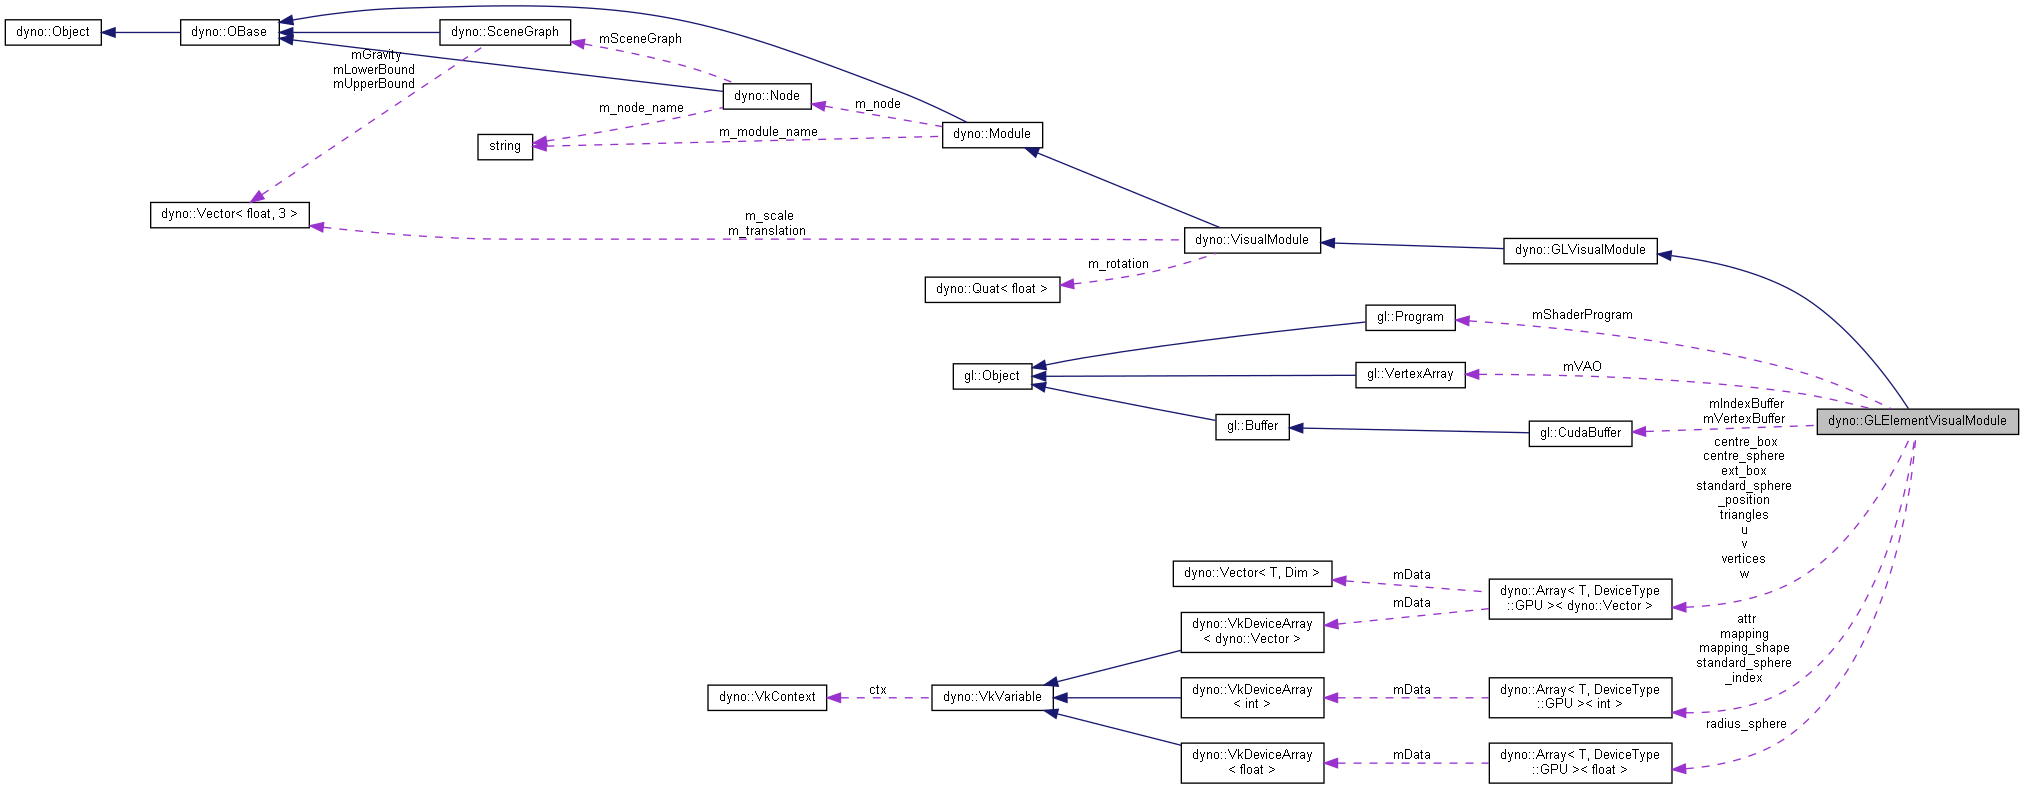 dyno::Object
dyno::OBase
dyno::SceneGraph
mSceneGraph
mGravity
mLowerBound
mUpperBound
dyno::Node
m_node_name
m_node
m_module_name
dyno::Module
string
dyno::Vector< float, 3 >
m_scale
m_translation
dyno::VisualModule
dyno::GLVisualModule
m_rotation
dyno::Quat< float >
gl::Program
mShaderProgram
gl::Object
gl::VertexArray
mVAO
gl::Buffer
gl::CudaBuffer
mIndexBuffer
mVertexBuffer
dyno::GLElementVisualModule
centre_box
centre_sphere
ext_box
standard_sphere
_position
triangles
u
v
vertices
w
dyno::Vector< T, Dim >
mData
mData
dyno::Array< T, DeviceType
::GPU >< dyno::Vector >
dyno::VkDeviceArray
< dyno::Vector >
attr
mapping
mapping_shape
standard_sphere
_index
dyno::VkContext
ctx
dyno::VkVariable
dyno::VkDeviceArray
< int >
mData
dyno::Array< T, DeviceType
::GPU >< int >
radius_sphere
dyno::VkDeviceArray
< float >
mData
dyno::Array< T, DeviceType
::GPU >< float >